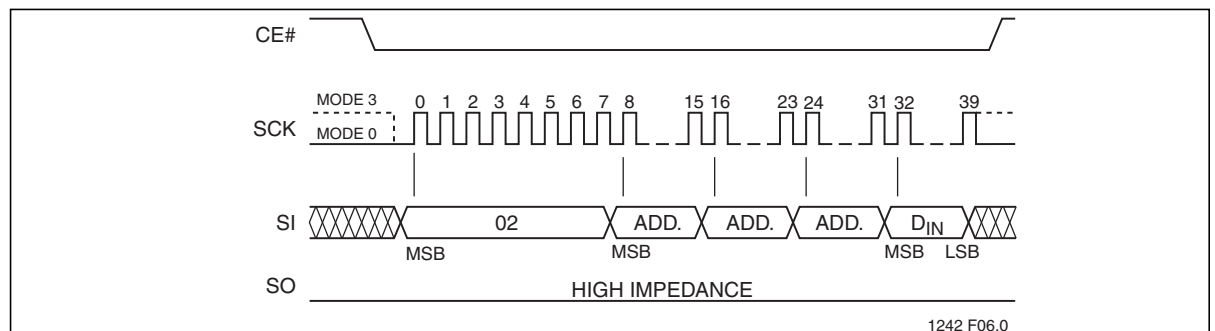 CE#
MODE 3
0 1 2 3 4 5 6 7 8 15 16 23 24 31 32 39
SCK
MODE 0
SI
02 ADD. ADD. ADD. DIN
MSB MSB MSB LSB
SO
HIGH IMPEDANCE
1242 F06.0